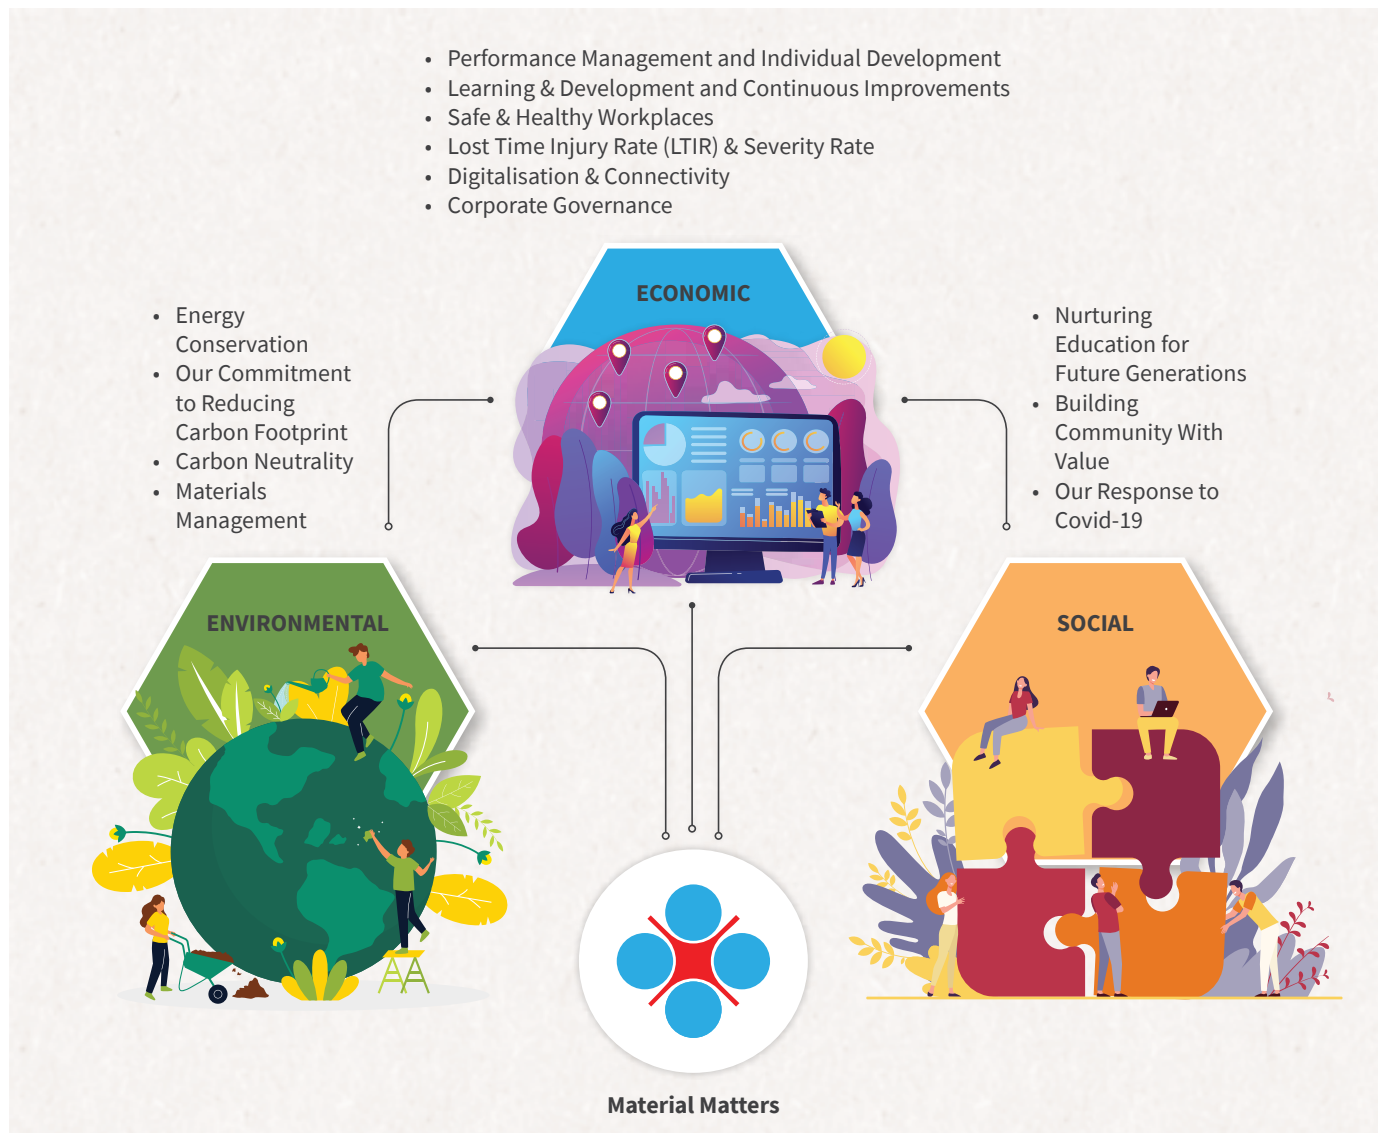 • Performance Management and Individual Development
• Learning & Development and Continuous Improvements
• Safe & Healthy Workplaces
• Lost Time Injury Rate (LTIR) & Severity Rate
• Digitalisation & Connectivity
• Corporate Governance
ECONOMIC
• Energy
Conservation
• Our Commitment
to Reducing
Carbon Footprint
• Carbon Neutrality
• Materials
Management
• Nurturing
Education for
Future Generations
• Building
Community With
Value
• Our Response to
Covid-19
ENVIRONMENTAL
SOCIAL
Material Matters